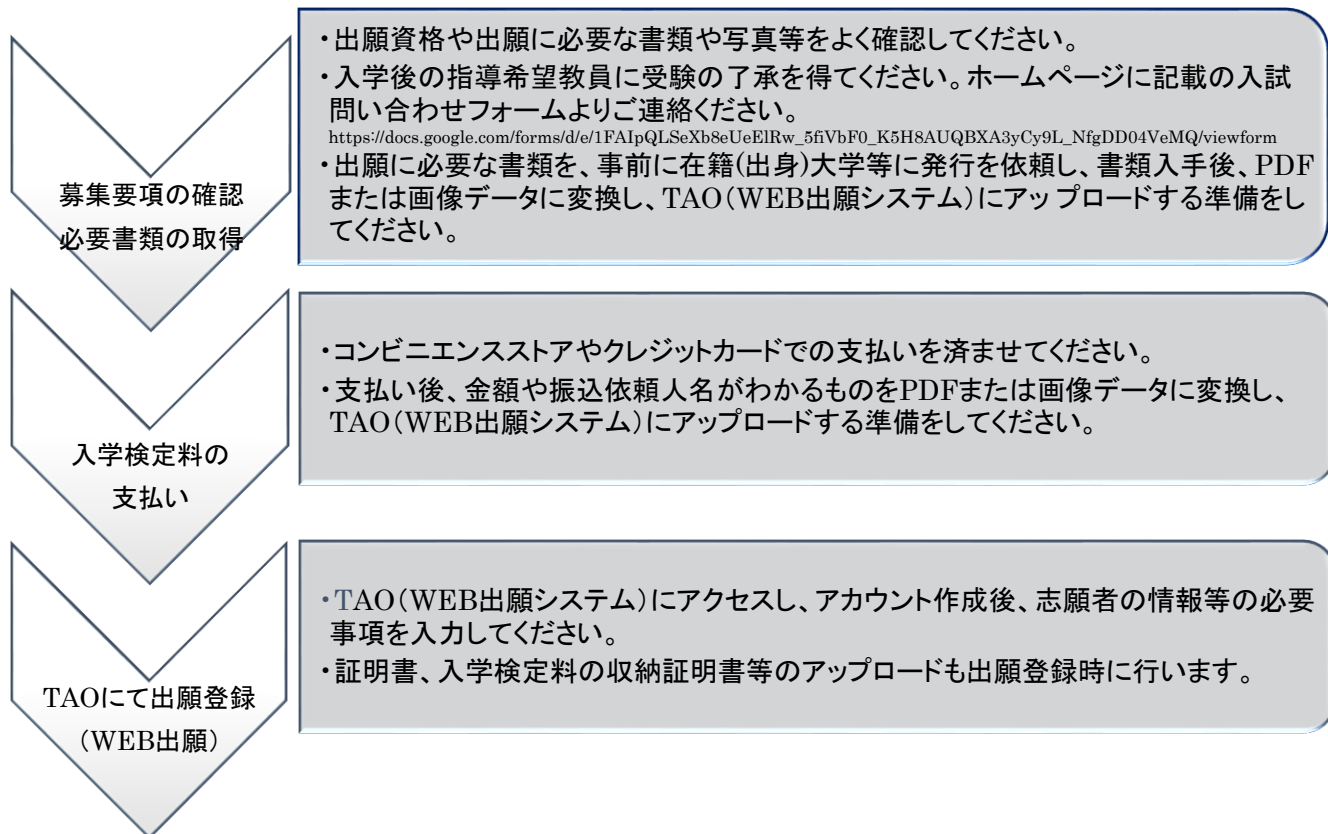 募集要項の確認
必要書類の取得
・出願資格や出願に必要な書類や写真等をよく確認してください。
・入学後の指導希望教員に受験の了承を得てください。ホームページに記載の入試
問い合わせフォームよりご連絡ください。
https://docs.google.com/forms/d/e/1FAIpQLSeXb8eUeElRw_5fiVbF0_K5H8AUQBXA3yCy9L_NfgDD04VeMQ/viewform
・出願に必要な書類を、事前に在籍(出身)大学等に発行を依頼し、書類入手後、PDF
または画像データに変換し、TAO(WEB出願システム)にアップロードする準備をし
てください。
入学検定料の
支払い
・コンビニエンスストアやクレジットカードでの支払いを済ませてください。
・支払い後、金額や振込依頼人名がわかるものをPDFまたは画像データに変換し、
TAO(WEB出願システム)にアップロードする準備をしてください。
TAOにて出願登録
(WEB出願)
・TAO(WEB出願システム)にアクセスし、アカウント作成後、志願者の情報等の必要
事項を入力してください。
・証明書、入学検定料の収納証明書等のアップロードも出願登録時に行います。